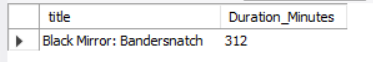 title Duration_Minutes
Black Mirror: Bandersnatch 312